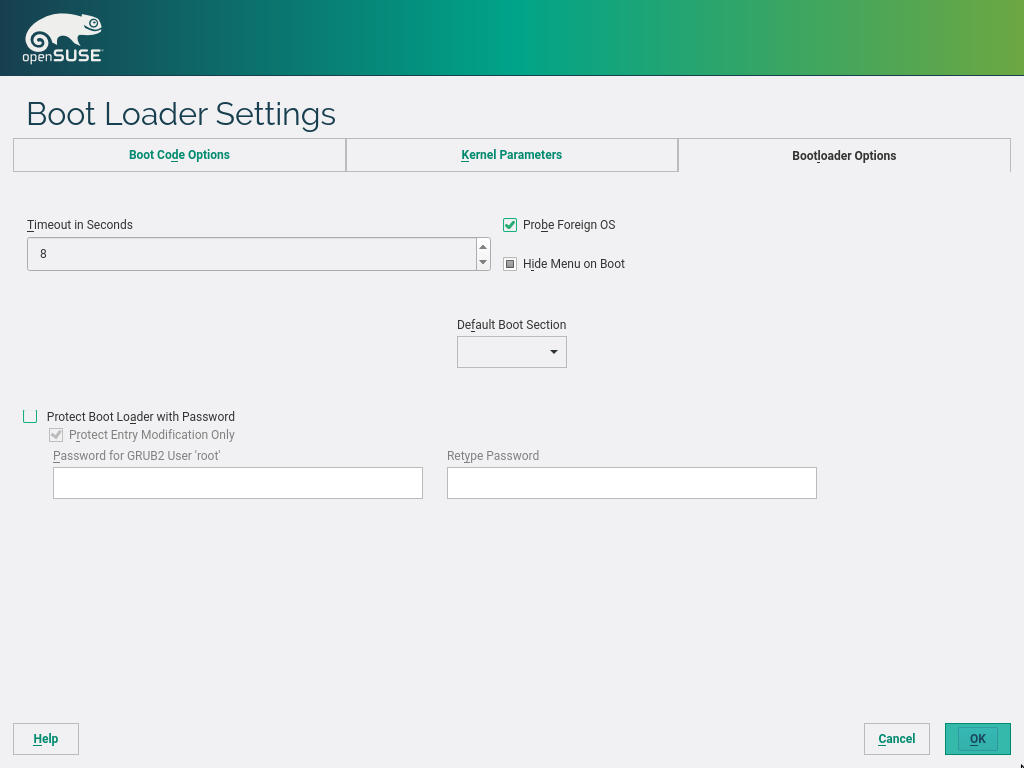 openSUSE
Boot Loader Settings
Boot Code Options
Kernel Parameters
Bootloader Options
Timeout in Seconds
Probe Foreign OS
8
Hide Menu on Boot
Default Boot Section
Protect Boot Loader with Password
Protect Entry Modification Only
Password for GRUB2 User 'root'
Retype Password
Help
Cancel
OK